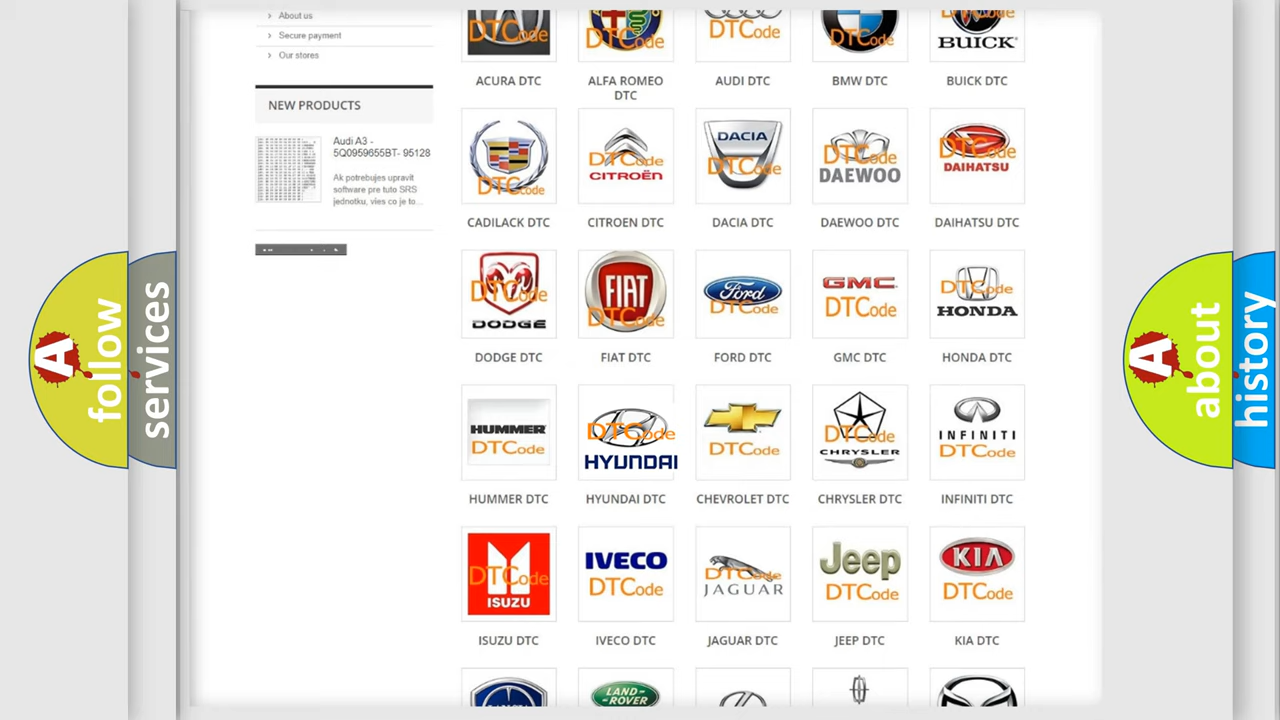 About us
Secure payment
Our stores
NEW PRODUCTS
Audi A3 -
5Q0959655BT- 95128
Ak potrebujes upravit
software pre tuto SRS
jednotku, vies co je to...
A
follow
services
DTCode
DTCode
DTCode
DTCode
BUICK
ACURA DTC
ALFA ROMEO
DTC
AUDI DTC
BMW DTC
BUICK DTC
DTCode
DTCode
CITROËN
DACIA
DTCode
DTCode
DAEWOO
DTCode
DAIHATSU
CADILACK DTC
CITROEN DTC
DACIA DTC
DAEWOO DTC
DAIHATSU DTC
DTCode
DODGE
FIAT
DTCode
Ford
DTCode
GMC
DTCode
DTCode
HONDA
DODGE DTC
FIAT DTC
FORD DTC
GMC DTC
HONDA DTC
HUMMER
DTCode
DTCode
HYUNDAI
DTCode
DTCode
CHRYSLER
INFINITI
DTCode
HUMMER DTC
HYUNDAI DTC
CHEVROLET DTC
CHRYSLER DTC
INFINITI DTC
DTCode
ISUZU
IVECO
DTCode
DTCode
JAGUAR
Jeep
DTCode
KIA
DTCode
ISUZU DTC
IVECO DTC
JAGUAR DTC
JEEP DTC
KIA DTC
LAND-
ROVER
A
about
history